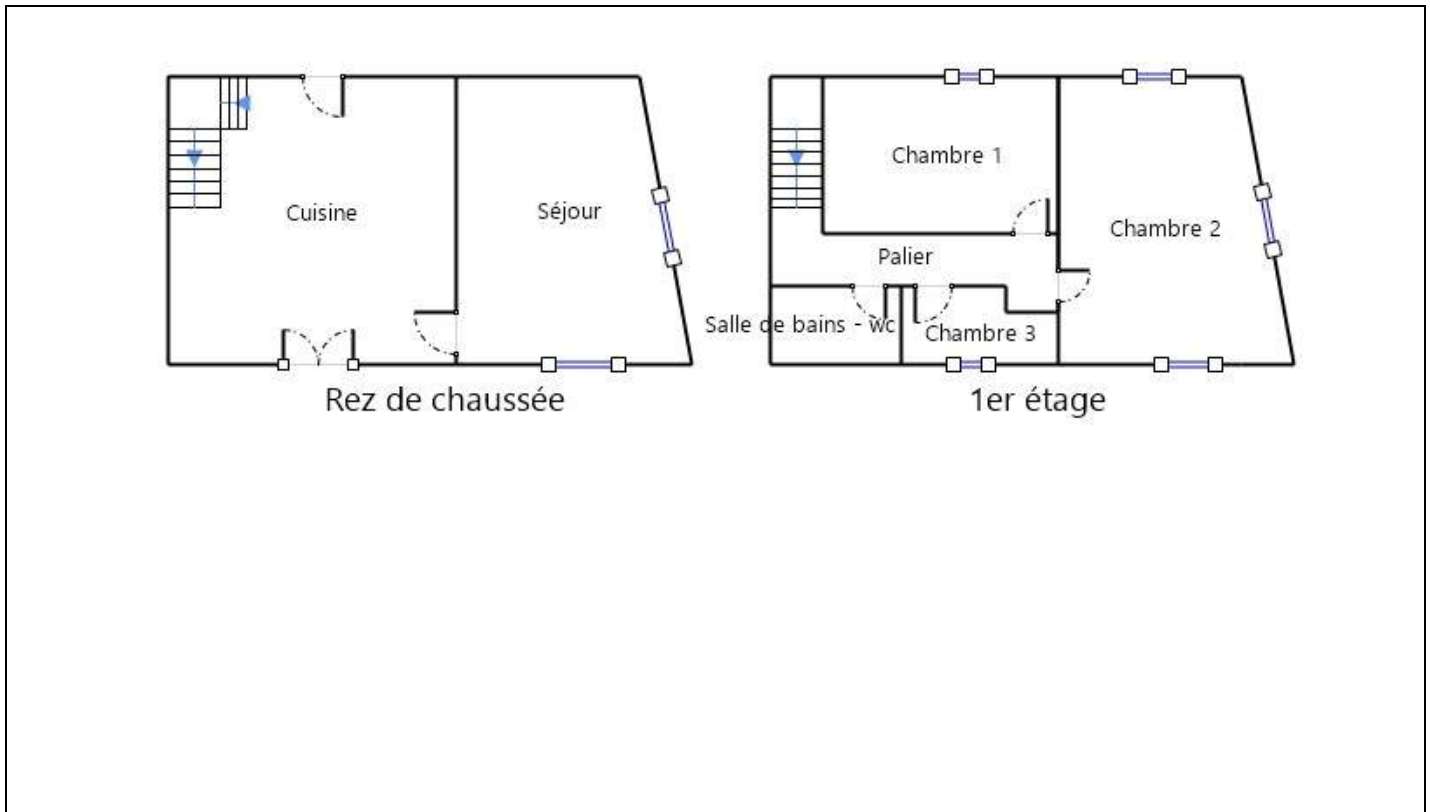 Cuisine
Séjour
Rez de chaussée
Chambre 1
Chambre 2
Palier
Salle de bains - wc
Chambre 3
1er étage